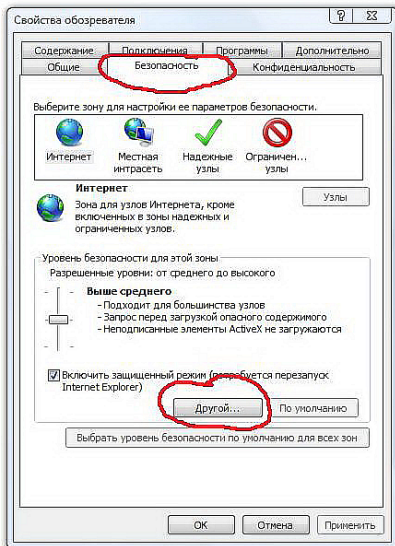 Свойства обозревателя
Содержание Подключения Программы Дополнительно
Общие Безопасность Конфиденциальность
Выберите зону для настройки ее параметров безопасности.
Интернет Местная интрасеть Надежные узлы Ограничен... узлы
Интернет
Узлы
Зона для узлов Интернета, кроме
включенных в зоны надежных и
ограниченных узлов.
Уровень безопасности для этой зоны
Разрешенные уровни: от среднего до высокого
Выше среднего
- Подходит для большинства узлов
- Запрос перед загрузкой опасного содержимого
- Неподписанные элементы ActiveX не загружаются
Включить защищенный режим (потребуется перезапуск
Internet Explorer)
Другой... По умолчанию
Выбрать уровень безопасности по умолчанию для всех зон
OK Отмена Применить